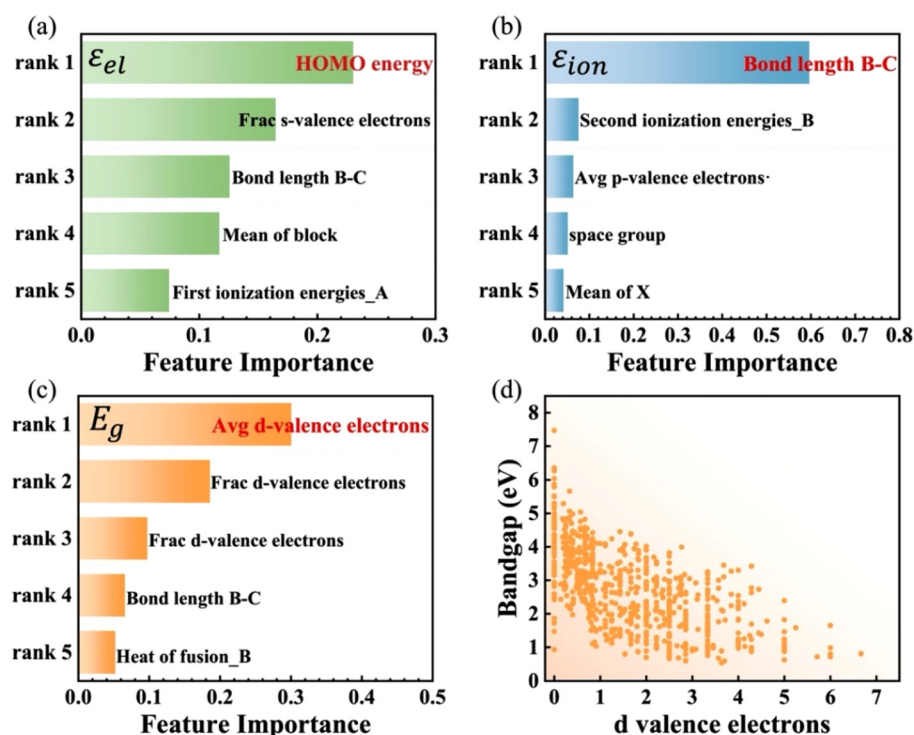 (a)
rank 1
εel
HOMO energy
rank 2
Frac s-valence electrons
rank 3
Bond length B-C
rank 4
Mean of block
rank 5
First ionization energies_A
0.0 0.1 0.2 0.3
Feature Importance
(b)
rank 1
εion
Bond length B-C
rank 2
Second ionization energies_B
rank 3
Avg p-valence electrons·
rank 4
space group
rank 5
Mean of X
0.0 0.1 0.2 0.3 0.4 0.5 0.6 0.7 0.8
Feature Importance
(c)
rank 1
Eg
Avg d-valence electrons
rank 2
Frac d-valence electrons
rank 3
Frac d-valence electrons
rank 4
Bond length B-C
rank 5
Heat of fusion_B
0.0 0.1 0.2 0.3 0.4 0.5
Feature Importance
(d)
Bandgap (eV)
8
7
6
5
4
3
2
1
0
0 1 2 3 4 5 6 7
d valence electrons